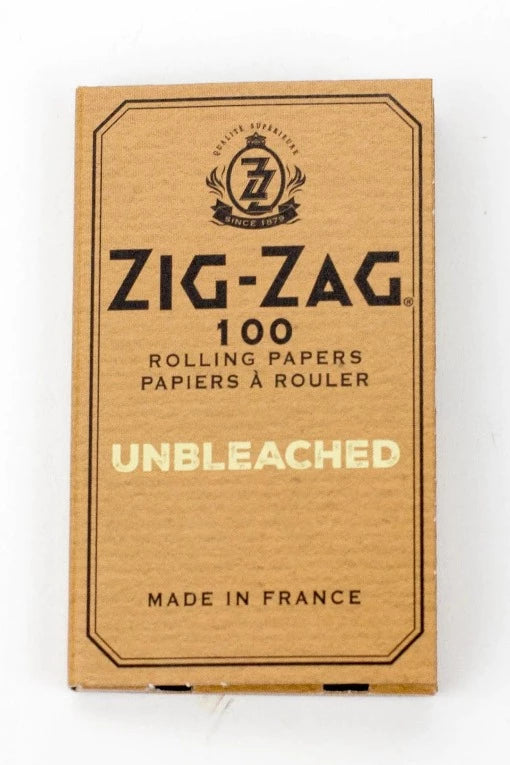 QUALITÉ SUPÉRIEURE
ZZ
SINCE 1879
ZIG-ZAG®
100
ROLLING PAPERS
PAPIERS À ROULER
UNBLEACHED
MADE IN FRANCE